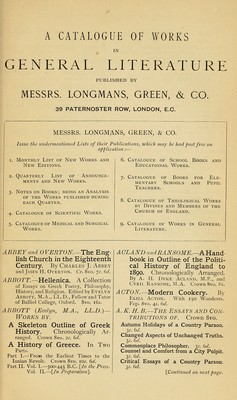 A CATALOGUE OF WORKS
IN
GENERAL LITERATURE
PUBLISHED BY
MESSRS. LONGMANS, GREEN, & CO.
39 PATERNOSTER ROW, LONDON, E.C.
MESSRS. LONGMANS, GREEN, & CO.
Issue the undermentioned Lists of their Publications, which may be had post free on
application:—
1. MONTHLY LIST OF NEW WORKS AND
NEW EDITIONS.
2. QUARTERLY LIST OF ANNOUNCE-
MENTS AND NEW WORKS.
3. NOTES ON BOOKS; BEING AN ANALYSIS
OF THE WORKS PUBLISHED DURING
EACH QUARTER.
4. CATALOGUE OF SCIENTIFIC WORKS.
5. CATALOGUE OF MEDICAL AND SURGICAL
WORKS.
6. CATALOGUE OF SCHOOL BOOKS AND
EDUCATIONAL WORKS.
7. CATALOGUE OF BOOKS FOR ELE-
MENTARY SCHOOLS AND PUPIL
TEACHERS.
8. CATALOGUE OF THEOLOGICAL WORKS
BY DIVINES AND MEMBERS OF THE
CHURCH OF ENGLAND.
9. CATALOGUE OF WORKS IN GENERAL
LITERATURE.
ABBEY and OVERTON.—The Eng-
lish Church in the Eighteenth
Century. By CHARLES J. ABBEY
and JOHN H. OVERTON. Cr. 8vo. 7s. 6d.
ABBOTT.—Hellenica. A Collection
of Essays on Greek Poetry, Philosophy,
History, and Religion. Edited by EVELYN
ABBOTT, M.A., LL.D., Fellow and Tutor
of Balliol College, Oxford. 8vo. 16s.
ABBOTT (Evelyn, M.A., LL.D.).—
WORKS BY.
A Skeleton Outline of Greek
History. Chronologically Ar-
ranged. Crown 8vo. 2s. 6d.
A History of Greece. In Two
Parts.
Part I.—From the Earliest Times to the
Ionian Revolt. Crown 8vo. 10s. 6d.
Part II. Vol. I.—500-445 B.C. [In the Press.
Vol. II.—[In Preparation].
ACLAND and RANSOME.—A Hand-
book in Outline of the Politi-
cal History of England to
1890. Chronologically Arranged.
By A. H. DYKE ACLAND, M.P., and
CYRIL RANSOME, M.A. Crown 8vo. 6s.
ACTON.—Modern Cookery. By
ELIZA ACTON. With 150 Woodcuts.
Fcp. 8vo. 4s. 6d.
A. K. H. B.—THE ESSAYS AND CON-
TRIBUTIONS OF. Crown 8vo.
Autumn Holidays of a Country Parson.
3s. 6d.
Changed Aspects of Unchanged Truths.
3s. 6d.
Commonplace Philosopher. 3s. 6d.
Counsel and Comfort from a City Pulpit.
3s. 6d.
Critical Essays of a Country Parson.
3s. 6d.
[Continued on next page.